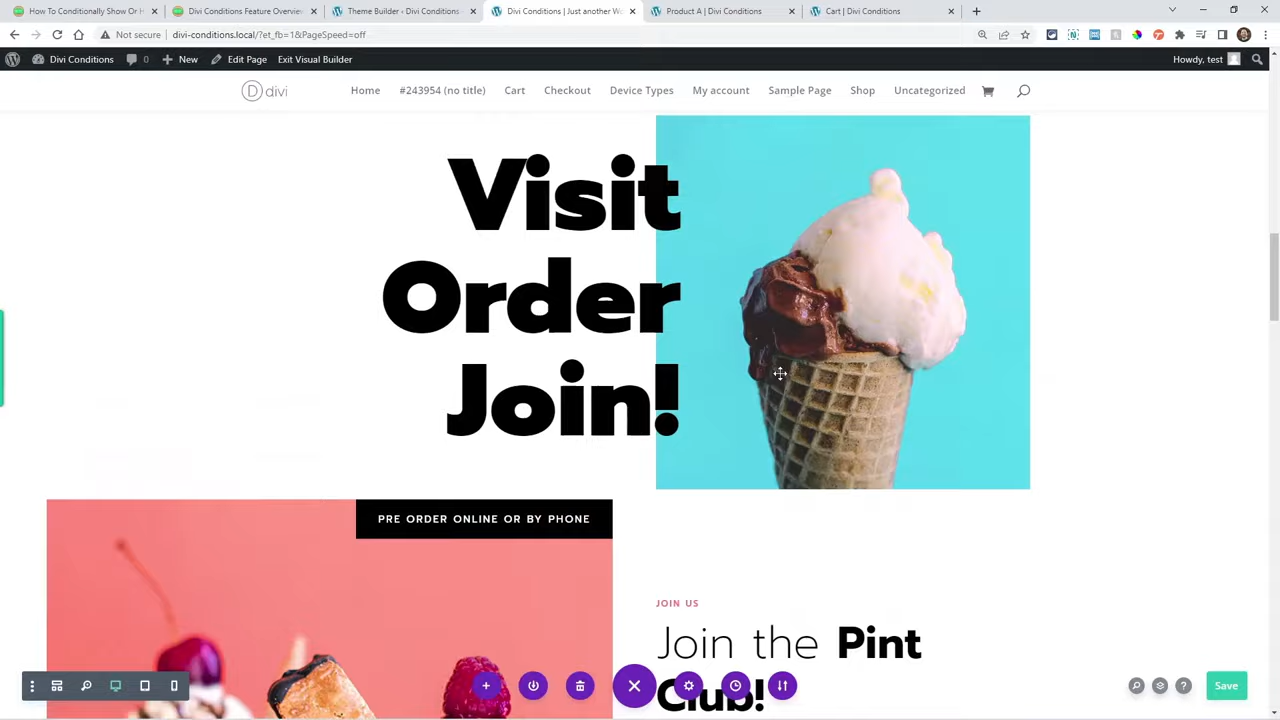 How To Conditionally Show Or H
Divi Feature Overview
Theme Builder ‹ Divi Conditions
Divi Conditions | Just another W
Product A | Divi Conditions
Cart | Divi Conditions
Not secure
divi-conditions.local/?et_fb=1&PageSpeed=off
Divi Conditions
0
New
Edit Page
Exit Visual Builder
Howdy, test
D divi
Home
#243954 (no title)
Cart
Checkout
Device Types
My account
Sample Page
Shop
Uncategorized
Visit
Order
Join!
PRE ORDER ONLINE OR BY PHONE
JOIN US
Join the Pint
Club!
Save